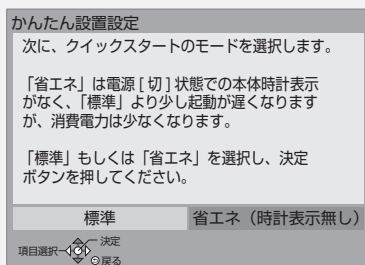 かんたん設置設定
次に、クイックスタートのモードを選択します。
「省エネ」は電源 [ 切 ] 状態での本体時計表示
がなく、「標準」より少し起動が遅くなります
が、消費電力は少なくなります。
「標準」もしくは「省エネ」を選択し、決定
ボタンを押してください。
標準
省エネ（時計表示無し）
決定
項目選択
戻る